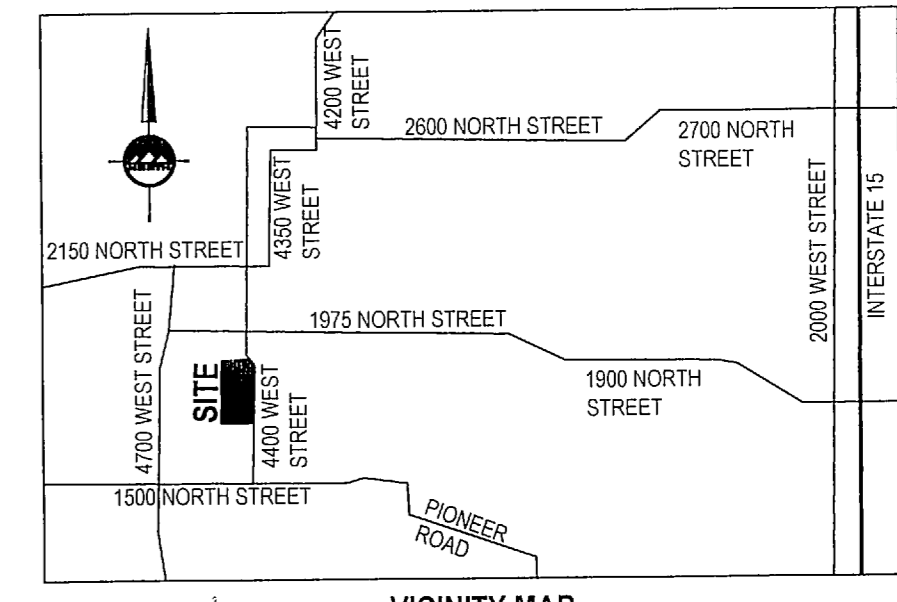 4200 WEST
STREET
2600 NORTH STREET
2700 NORTH
STREET
4350 WEST
STREET
2150 NORTH STREET
2000 WEST STREET
INTERSTATE 15
1975 NORTH STREET
1900 NORTH
STREET
4700 WEST STREET
SITE
4400 WEST
STREET
1500 NORTH STREET
PIONEER
ROAD
VICINITY MAP